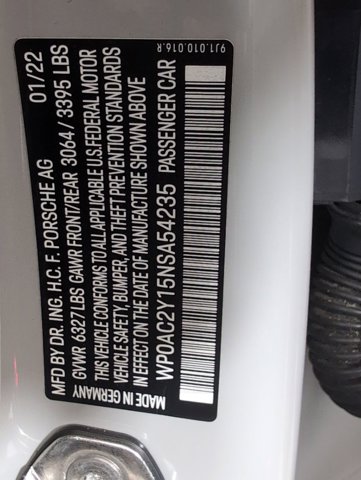 MFD BY DR. ING. H.C. F. PORSCHE AG 01/22
GVWR 6327 LBS GAWR FRONT/REAR 3064 / 3395 LBS
THIS VEHICLE CONFORMS TO ALL APPLICABLE U.S. FEDERAL MOTOR
VEHICLE SAFETY, BUMPER, AND THEFT PREVENTION STANDARDS
IN EFFECT ON THE DATE OF MANUFACTURE SHOWN ABOVE
WP0AC2Y15NSA54235 PASSENGER CAR
MADE IN GERMANY
9J1.010.016.R